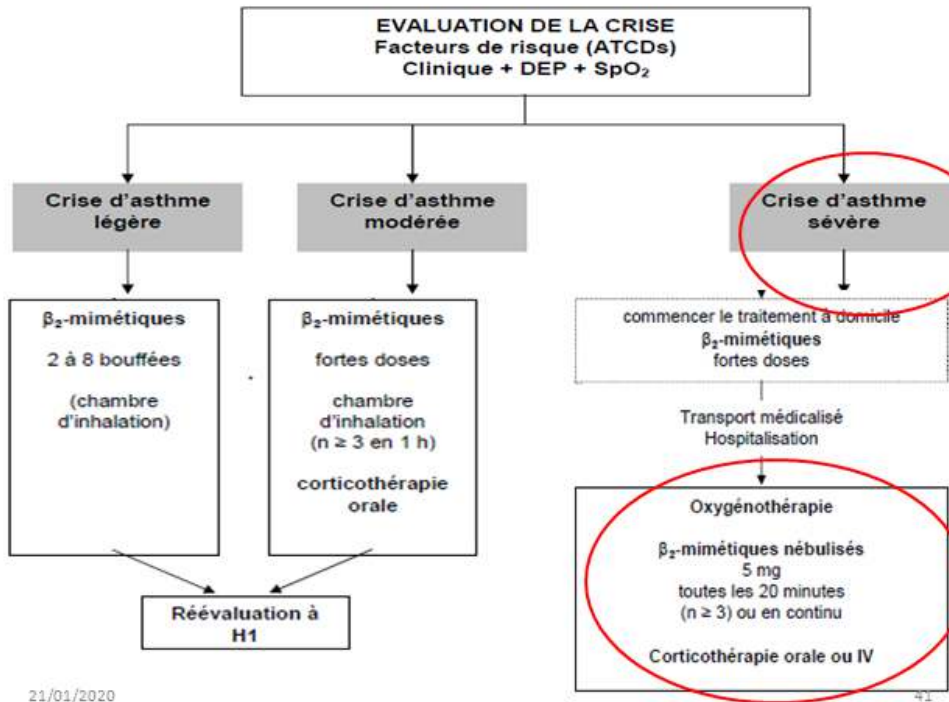 EVALUATION DE LA CRISE
Facteurs de risque (ATCDs)
Clinique + DEP + SpO₂
Crise d'asthme
légère
Crise d'asthme
modérée
Crise d'asthme
sévère
β₂-mimétiques
2 à 8 bouffées
(chambre
d'inhalation)
β₂-mimétiques
fortes doses
chambre
d'inhalation
(n ≥ 3 en 1 h)
corticothérapie
orale
commencer le traitement à domicile
β₂-mimétiques
fortes doses
Transport médicalisé
Hospitalisation
Oxygénothérapie
β₂-mimétiques nébulisés
5 mg
toutes les 20 minutes
(n ≥ 3) ou en continu
Corticothérapie orale ou IV
Réévaluation à
H1
21/01/2020
41